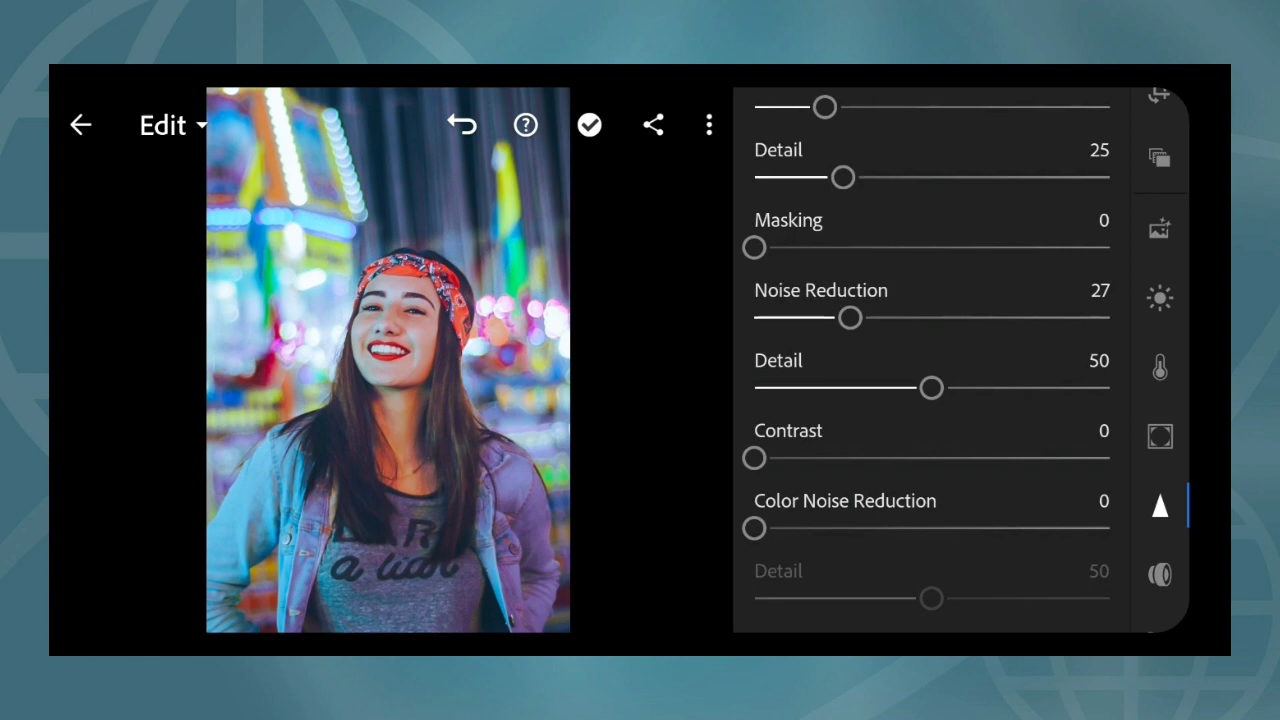 Edit
Detail 25
Masking 0
Noise Reduction 27
Detail 50
Contrast 0
Color Noise Reduction 0
Detail 50
a